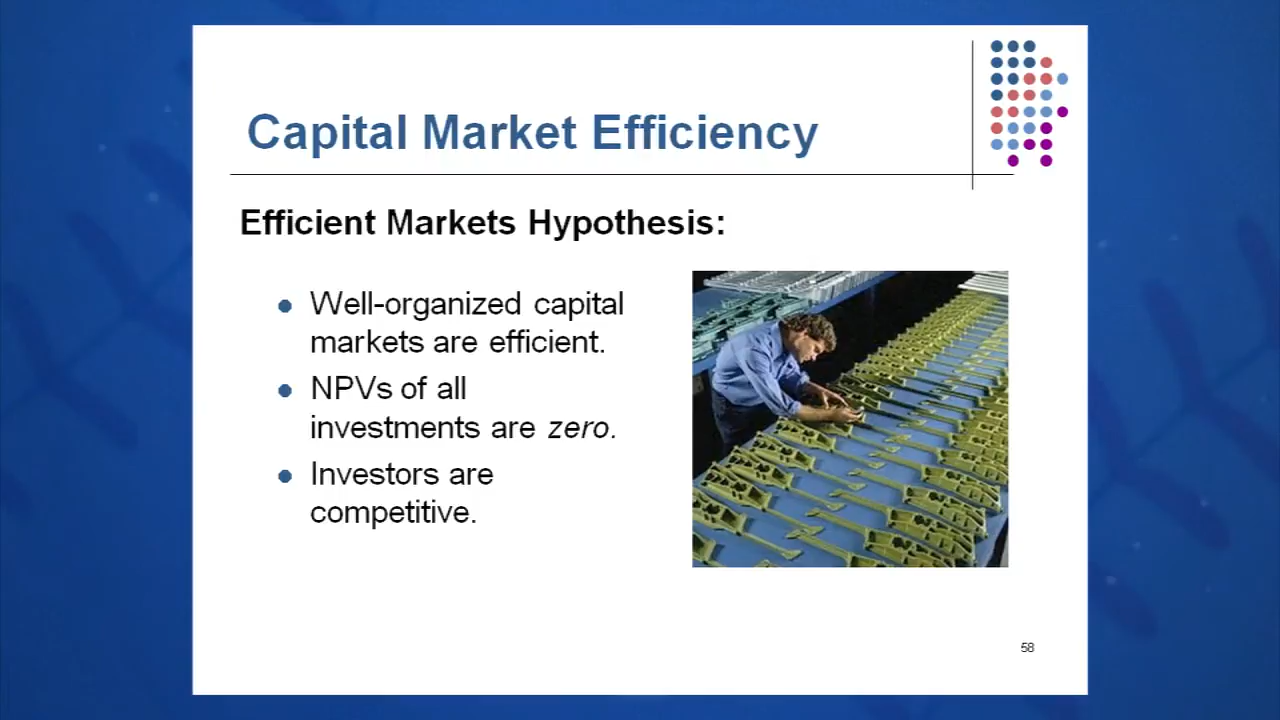 Capital Market Efficiency
Efficient Markets Hypothesis:
Well-organized capital
markets are efficient.
NPVs of all
investments are zero.
Investors are
competitive.
58